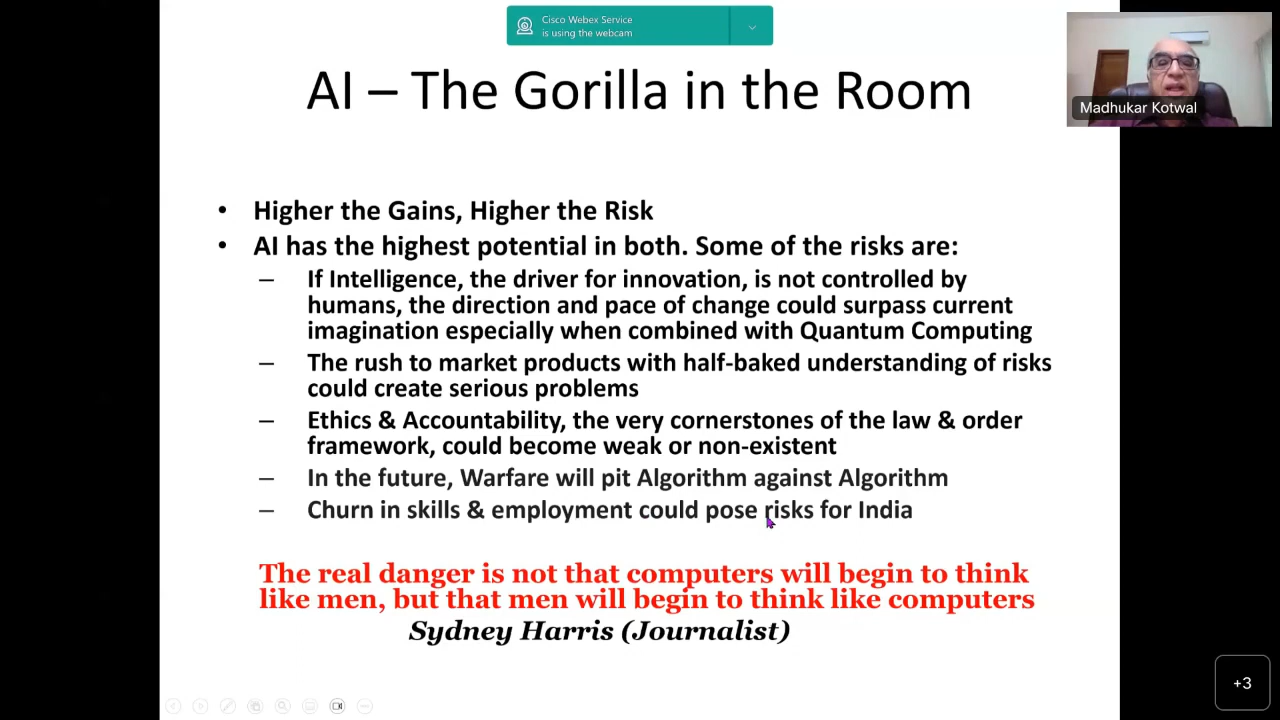 Cisco Webex Service
is using the webcam
AI – The Gorilla in the Room
Madhukar Kotwal
• Higher the Gains, Higher the Risk
• AI has the highest potential in both. Some of the risks are:
– If Intelligence, the driver for innovation, is not controlled by
humans, the direction and pace of change could surpass current
imagination especially when combined with Quantum Computing
– The rush to market products with half-baked understanding of risks
could create serious problems
– Ethics & Accountability, the very cornerstones of the law & order
framework, could become weak or non-existent
– In the future, Warfare will pit Algorithm against Algorithm
– Churn in skills & employment could pose risks for India
The real danger is not that computers will begin to think
like men, but that men will begin to think like computers
Sydney Harris (Journalist)
+3